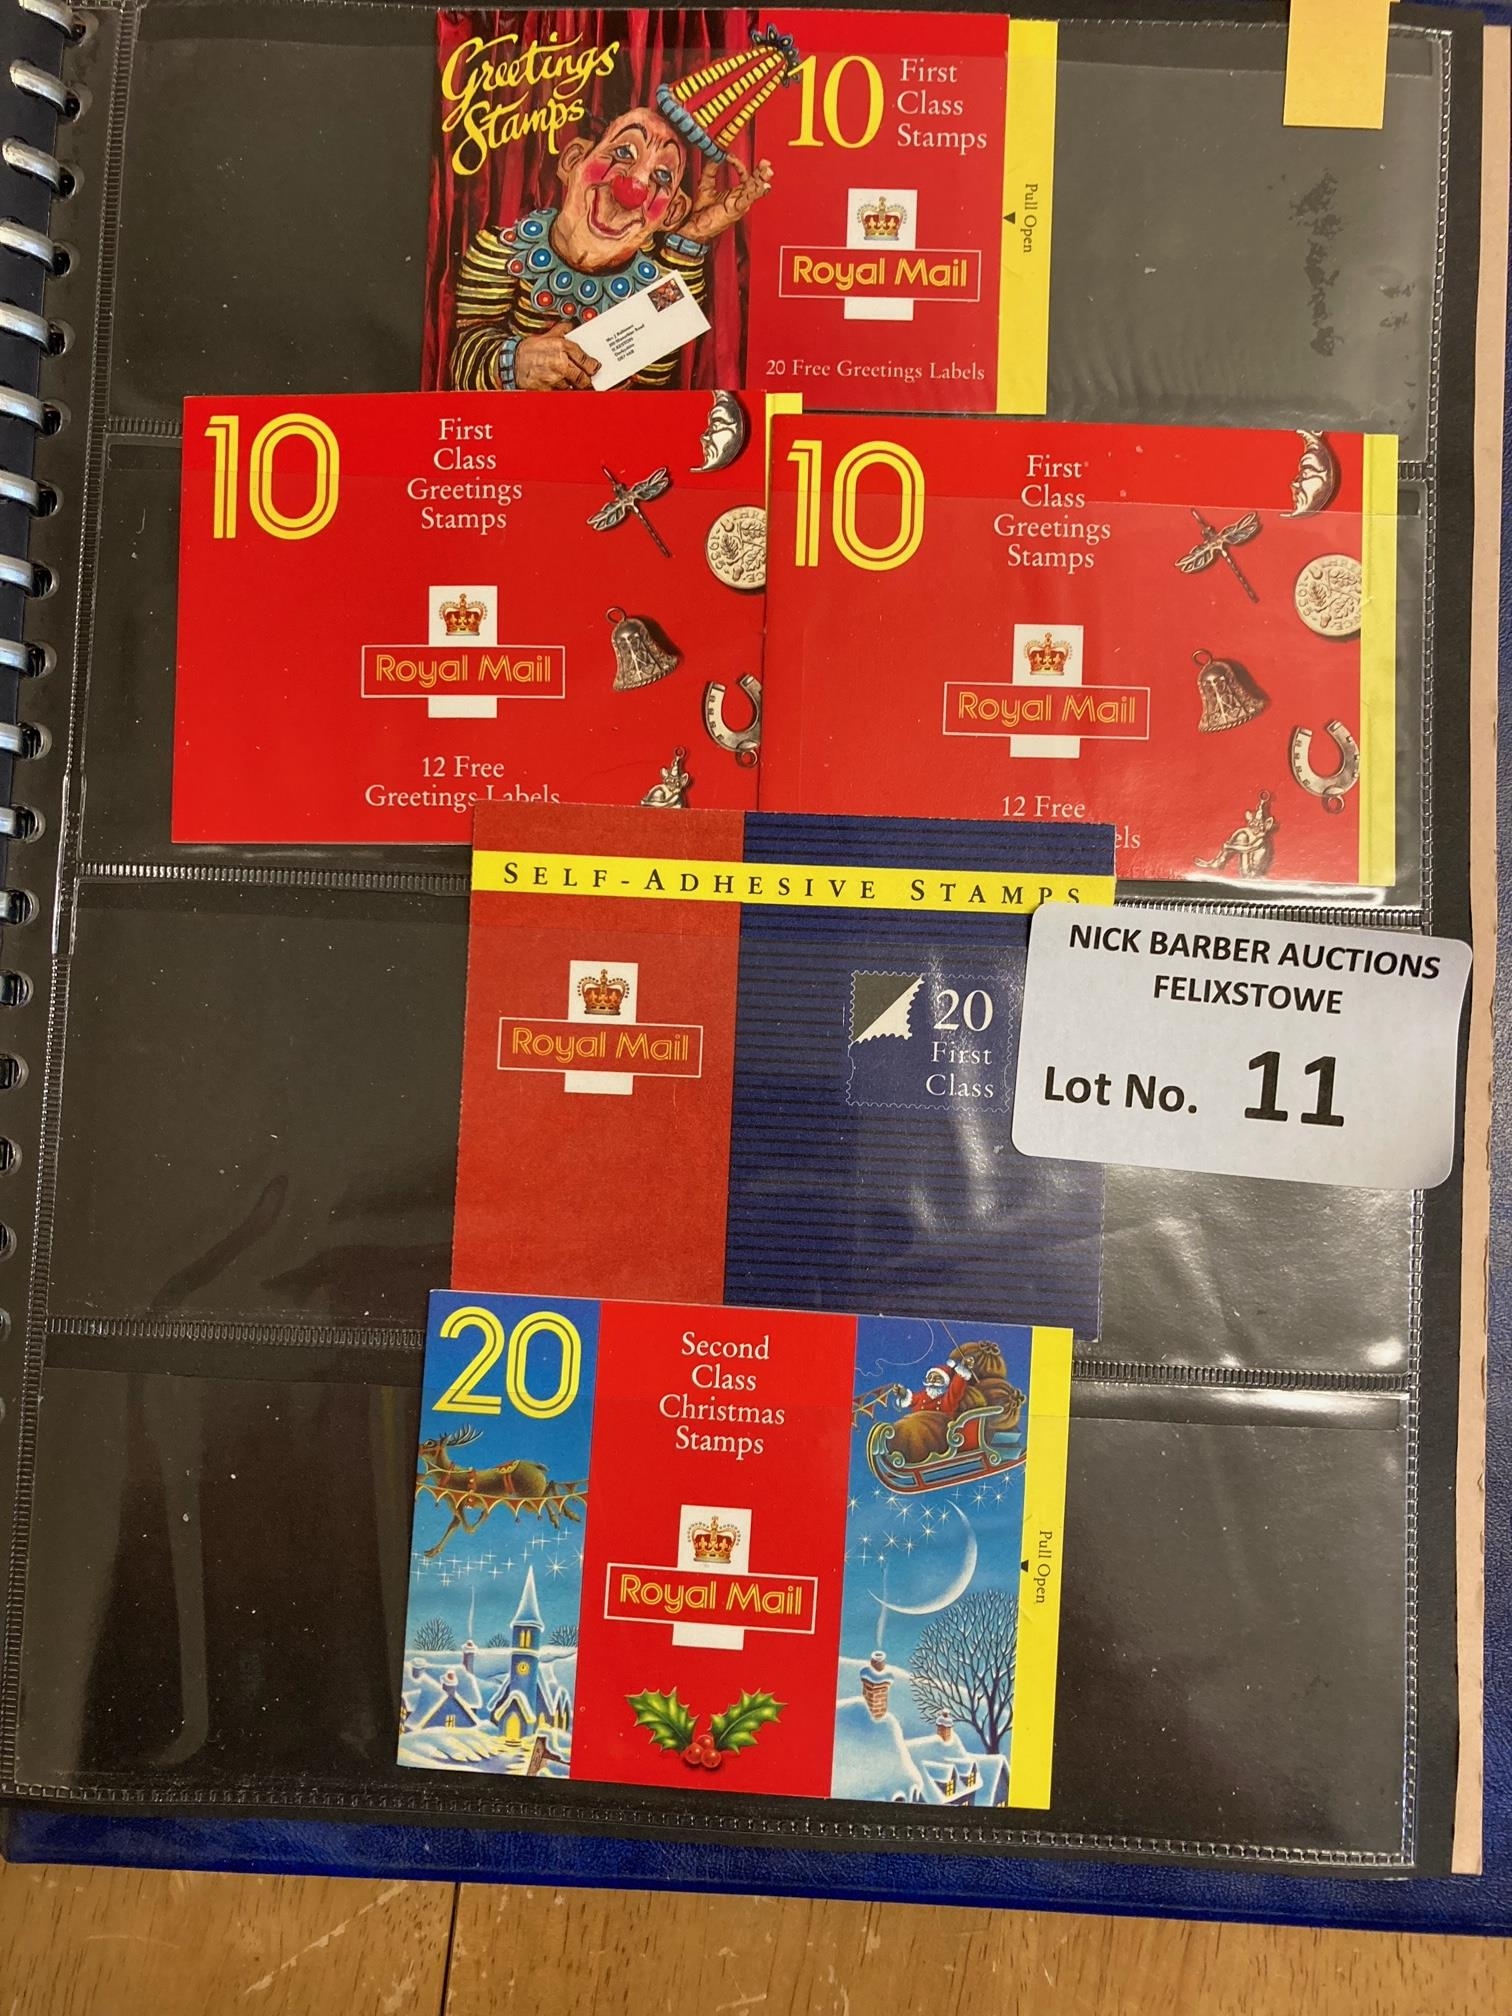 Greetings
Stamps
10
First
Class
Stamps
Royal Mail
20 Free Greetings Labels
Pull Open
10
First
Class
Greetings
Stamps
Royal Mail
12 Free
Greetings Labels
10
First
Class
Greetings
Stamps
Royal Mail
12 Free
els
SELF-ADHESIVE STAMPS
Royal Mail
20
First
Class
NICK BARBER AUCTIONS
FELIXSTOWE
Lot No. 11
20
Second
Class
Christmas
Stamps
Royal Mail
Pull Open